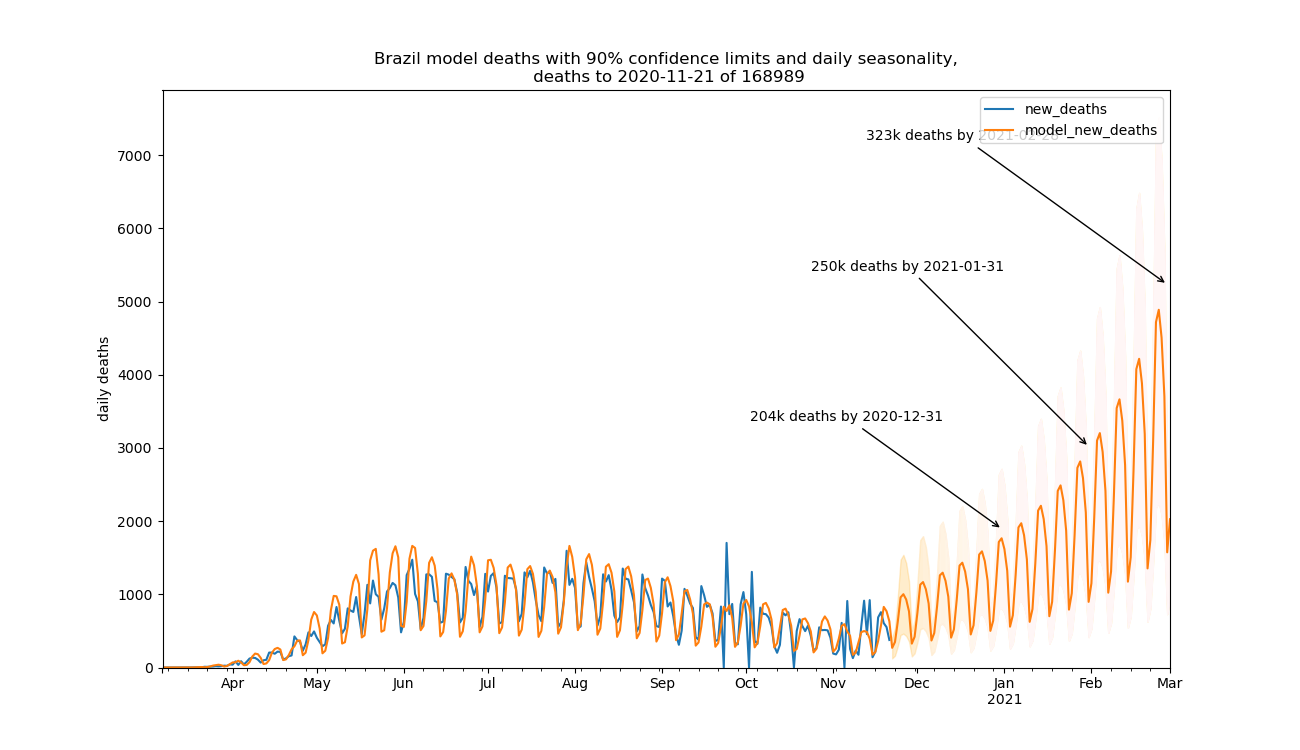 Brazil model deaths with 90% confidence limits and daily seasonality,
deaths to 2020-11-21 of 168989
new_deaths
model_new_deaths
323k deaths by 2021-02-28
250k deaths by 2021-01-31
204k deaths by 2020-12-31
daily deaths
7000
6000
5000
4000
3000
2000
1000
0
Apr May Jun Jul Aug Sep Oct Nov Dec Jan Feb Mar
2021